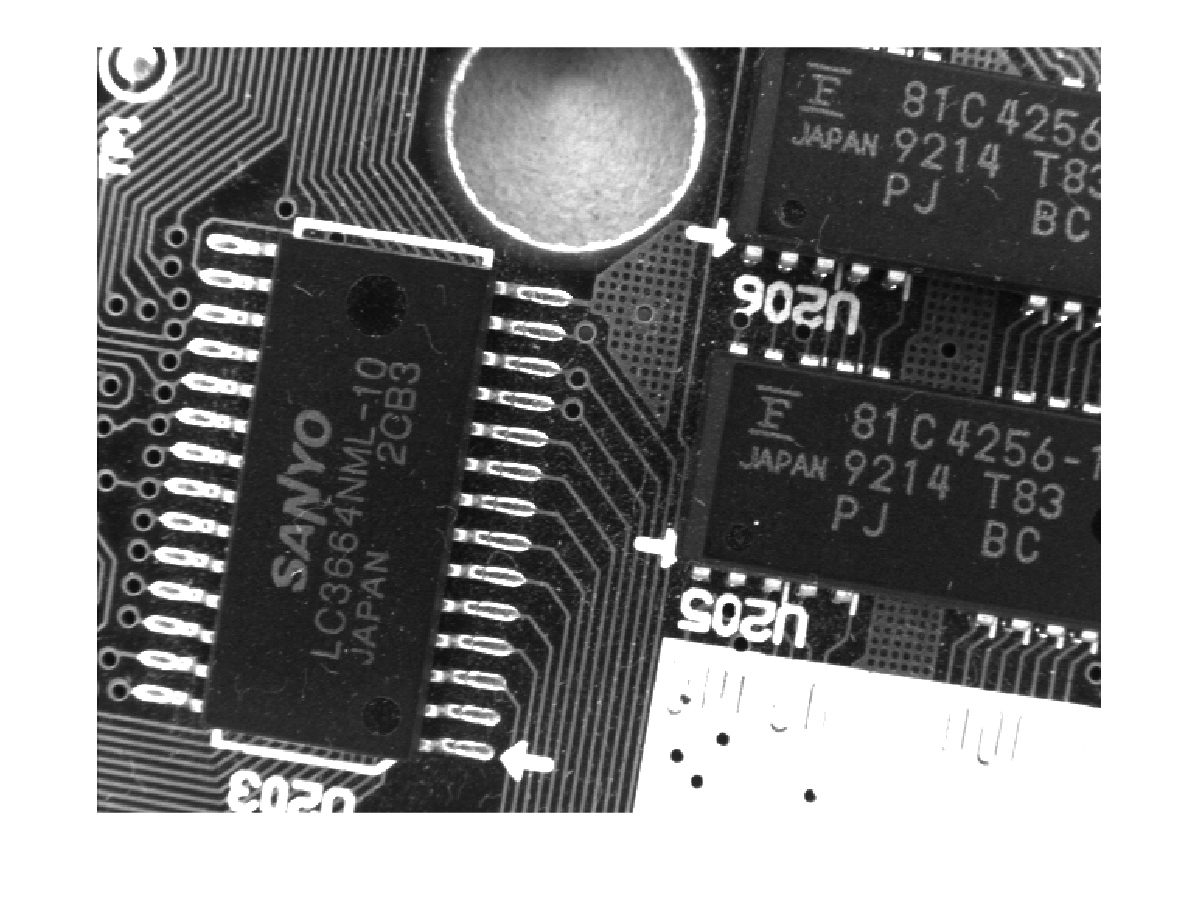 SANYO
LC3664NML-10
JAPAN 2CB3
U203
F 81C4256
JAPAN 9214 T83
PJ BC
U206
F 81C4256-1
JAPAN 9214 T83
PJ BC
U205